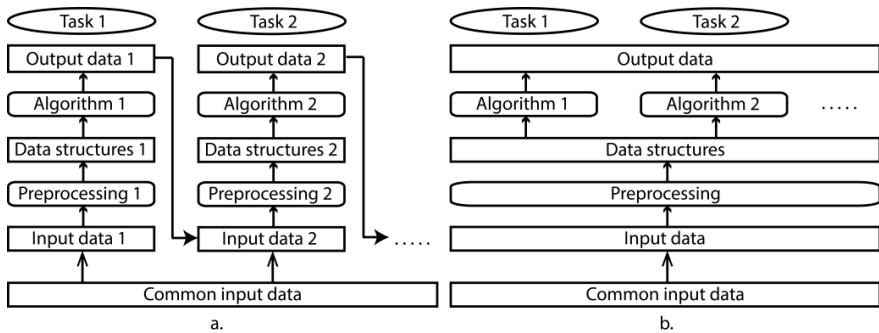 Task 1
Task 2
Output data 1
Output data 2
Algorithm 1
Algorithm 2
Data structures 1
Data structures 2
Preprocessing 1
Preprocessing 2
Input data 1
Input data 2
.....
Common input data
a.
Task 1
Task 2
Output data
Algorithm 1
Algorithm 2
.....
Data structures
Preprocessing
Input data
Common input data
b.